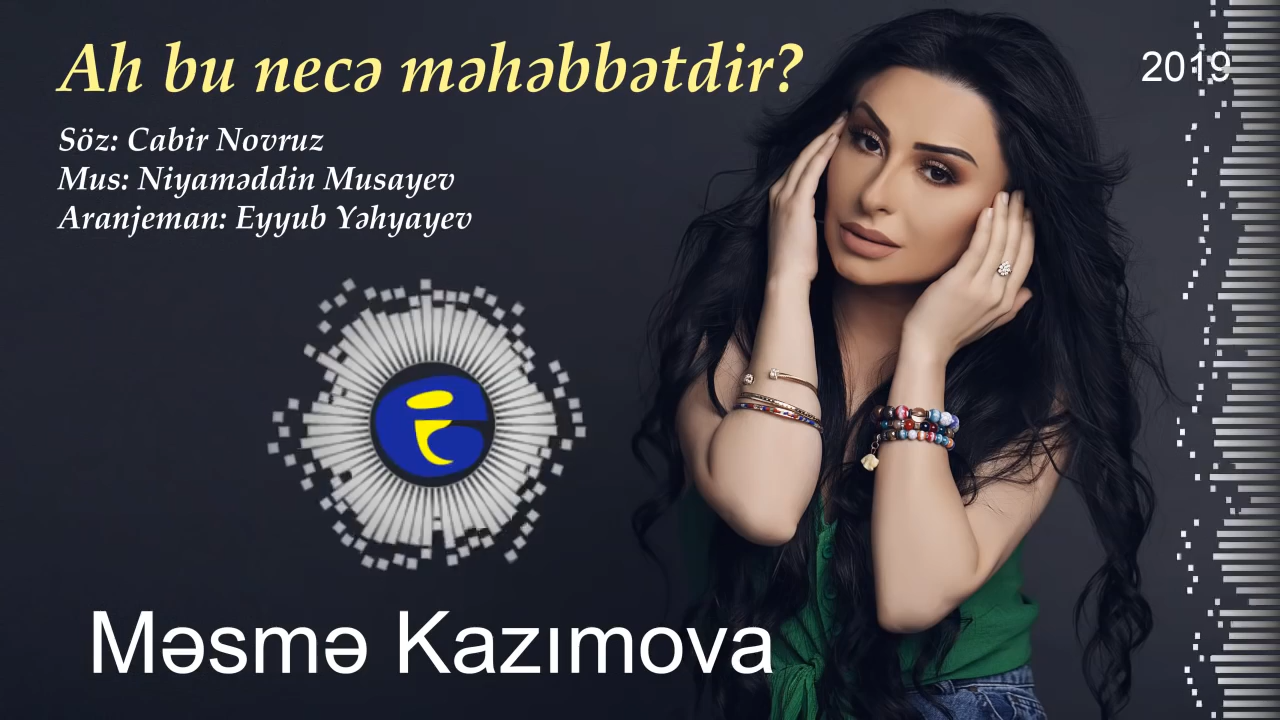 Ah bu necə məhəbbətdir?
2019
Söz: Cabir Novruz
Mus: Niyaməddin Musayev
Aranjeman: Eyyub Yəhyayev
Məsmə Kazımova